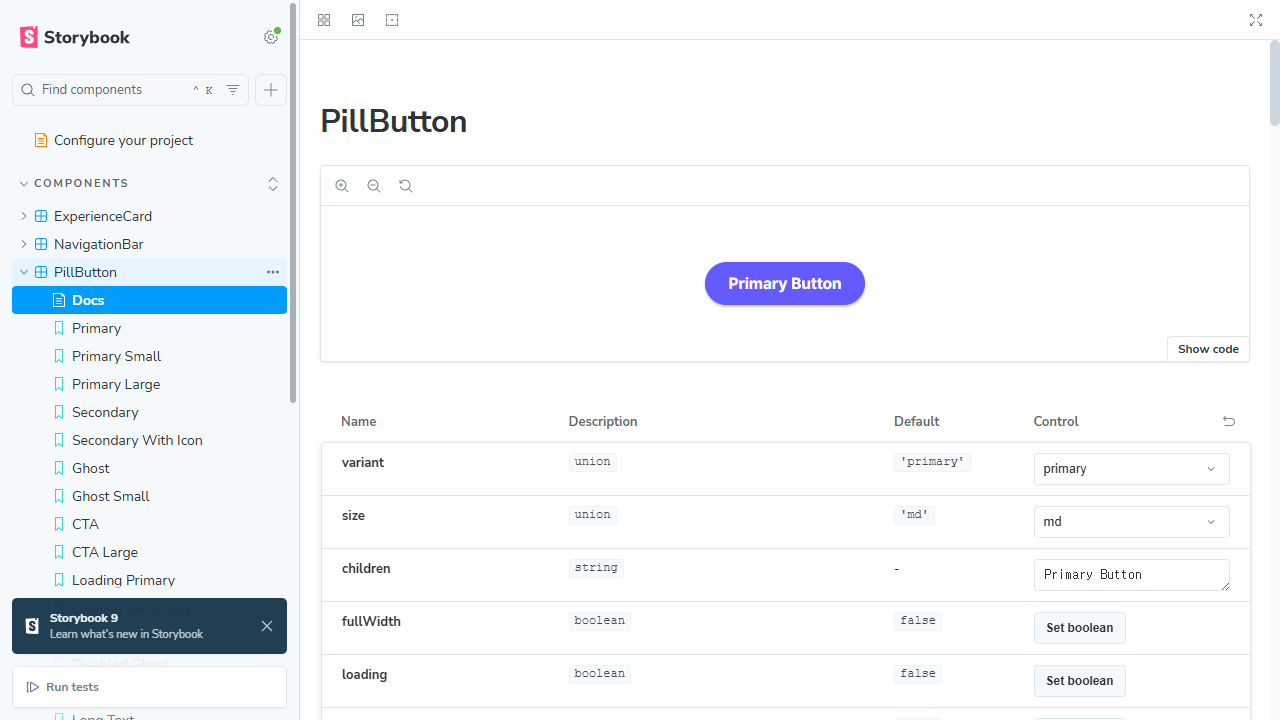 Storybook
Find components
^ K
Configure your project
COMPONENTS
ExperienceCard
NavigationBar
PillButton
Docs
Primary
Primary Small
Primary Large
Secondary
Secondary With Icon
Ghost
Ghost Small
CTA
CTA Large
Loading Primary
Storybook 9
Learn what's new in Storybook
Disabled Ghost
Run tests
Long Text
PillButton
Primary Button
Show code
Name Description Default Control
variant union 'primary' primary
size union 'md' md
children string - Primary Button
fullWidth boolean false Set boolean
loading boolean false Set boolean